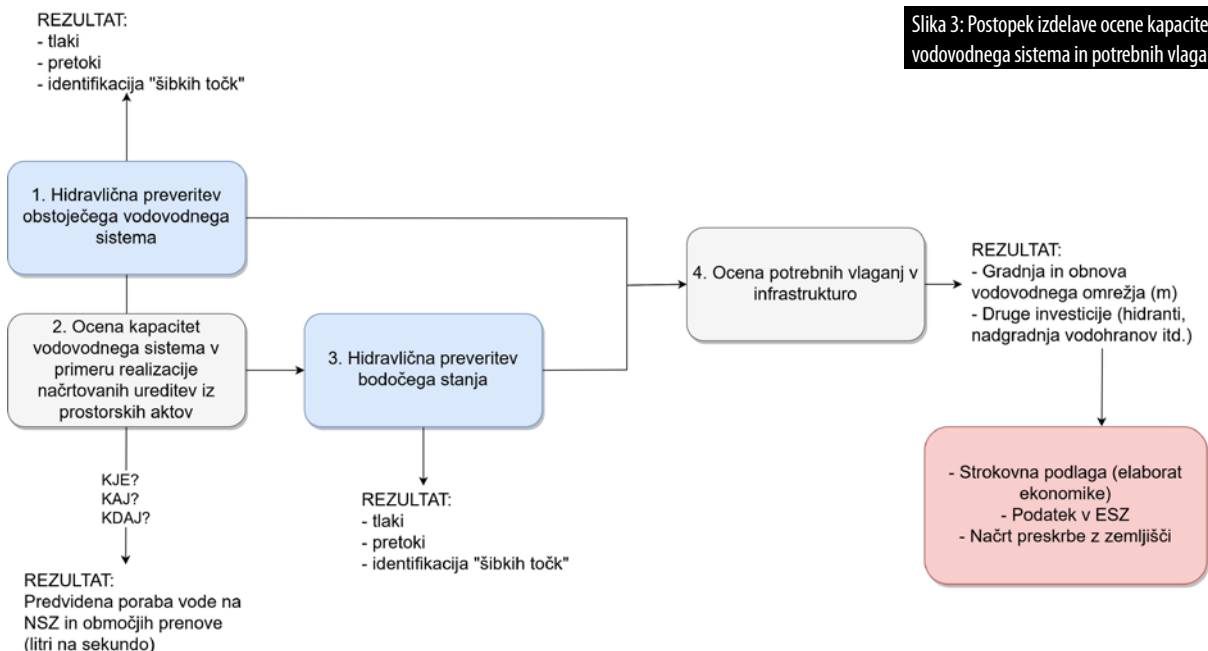 REZULTAT:
- tlaki
- pretoki
- identifikacija "šibkih točk"
Slika 3: Postopek izdelave ocene kapacite
vodovodnega sistema in potrebnih vlaga
1. Hidravlična preveritev
obstoječega vodovodnega
sistema
2. Ocena kapacitet
vodovodnega sistema v
primeru realizacije
načrtovanih ureditev iz
prostorskih aktov
KJE?
KAJ?
KDAJ?
REZULTAT:
Predvidena poraba vode na
NSZ in območjih prenove
(litri na sekundo)
3. Hidravlična preveritev
bodočega stanja
REZULTAT:
- tlaki
- pretoki
- identifikacija "šibkih točk"
4. Ocena potrebnih vlaganj v
infrastrukturo
REZULTAT:
- Gradnja in obnova
vodovodnega omrežja (m)
- Druge investicije (hidranti,
nadgradnja vodohranov itd.)
- Strokovna podlaga (elaborat
ekonomike)
- Podatek v ESZ
- Načrt preskrbe z zemljišči